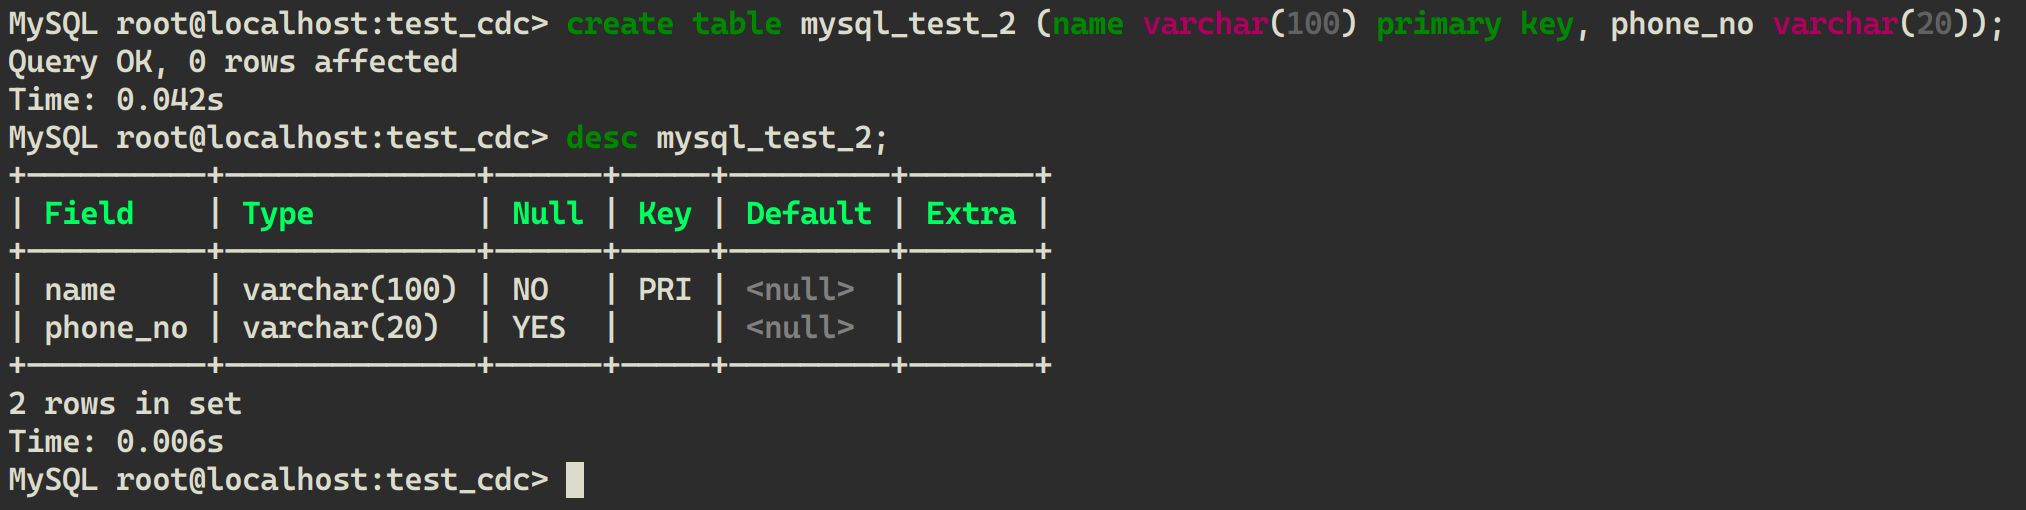 MySQL root@localhost:test_cdc> create table mysql_test_2 (name varchar(100) primary key, phone_no varchar(20));
Query OK, 0 rows affected
Time: 0.042s
MySQL root@localhost:test_cdc> desc mysql_test_2;
+----------+--------------+------+-----+---------+-------+
| Field    | Type         | Null | Key | Default | Extra |
+----------+--------------+------+-----+---------+-------+
| name     | varchar(100) | NO   | PRI | <null>  |       |
| phone_no | varchar(20)  | YES  |     | <null>  |       |
+----------+--------------+------+-----+---------+-------+
2 rows in set
Time: 0.006s
MySQL root@localhost:test_cdc>